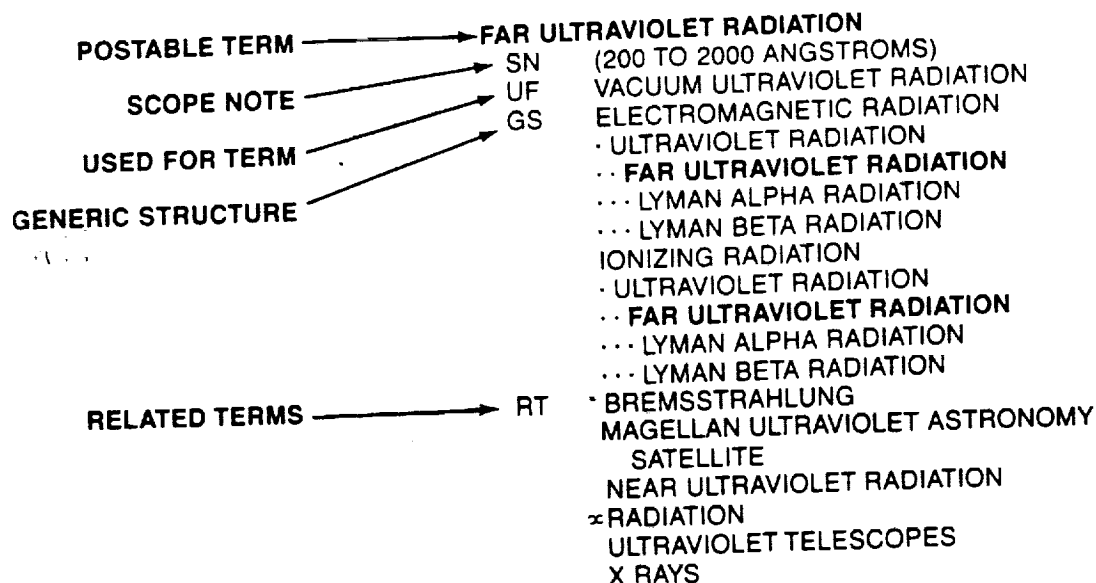 POSTABLE TERM FAR ULTRAVIOLET RADIATION
SCOPE NOTE SN (200 TO 2000 ANGSTROMS)
USED FOR TERM UF VACUUM ULTRAVIOLET RADIATION
GENERIC STRUCTURE GS ELECTROMAGNETIC RADIATION
· ULTRAVIOLET RADIATION
·· FAR ULTRAVIOLET RADIATION
··· LYMAN ALPHA RADIATION
··· LYMAN BETA RADIATION
IONIZING RADIATION
· ULTRAVIOLET RADIATION
·· FAR ULTRAVIOLET RADIATION
··· LYMAN ALPHA RADIATION
··· LYMAN BETA RADIATION
RELATED TERMS RT BREMSSTRAHLUNG
MAGELLAN ULTRAVIOLET ASTRONOMY
SATELLITE
NEAR ULTRAVIOLET RADIATION
∝ RADIATION
ULTRAVIOLET TELESCOPES
X RAYS